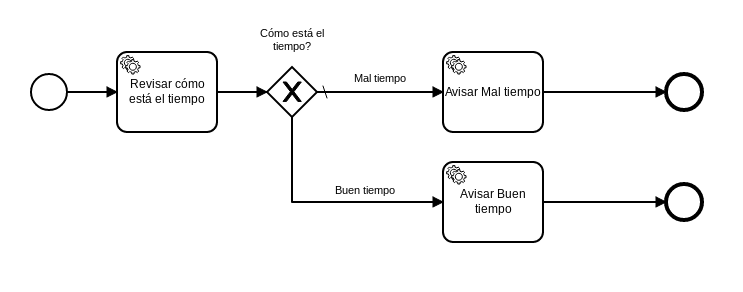 Cómo está el
tiempo?
Revisar cómo
está el tiempo
Mal tiempo
Avisar Mal tiempo
Buen tiempo
Avisar Buen
tiempo